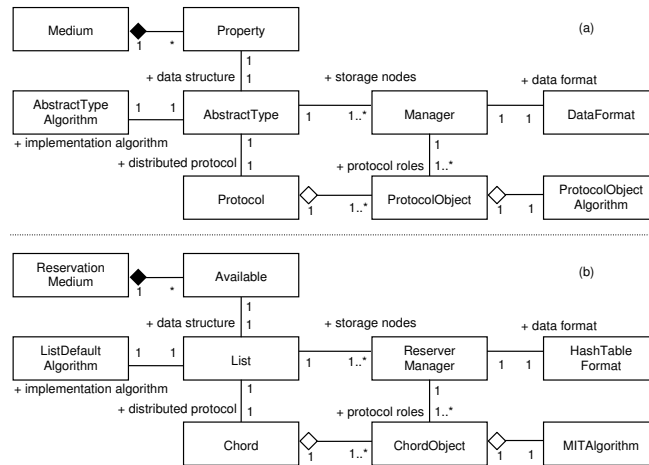 Medium
Property
(a)
1
*
1
+ data structure
1
+ storage nodes
+ data format
AbstractType
Algorithm
1
1
AbstractType
1
1..*
Manager
1
1
DataFormat
+ implementation algorithm
1
1
+ distributed protocol
1
+ protocol roles
1..*
Protocol
1
1..*
ProtocolObject
1
1
ProtocolObject
Algorithm
Reservation
Medium
Available
(b)
1
*
1
+ data structure
1
+ storage nodes
+ data format
ListDefault
Algorithm
1
1
List
1
1..*
Reserver
Manager
1
1
HashTable
Format
+ implementation algorithm
1
1
+ distributed protocol
1
+ protocol roles
1..*
Chord
1
1..*
ChordObject
1
1
MITAlgorithm